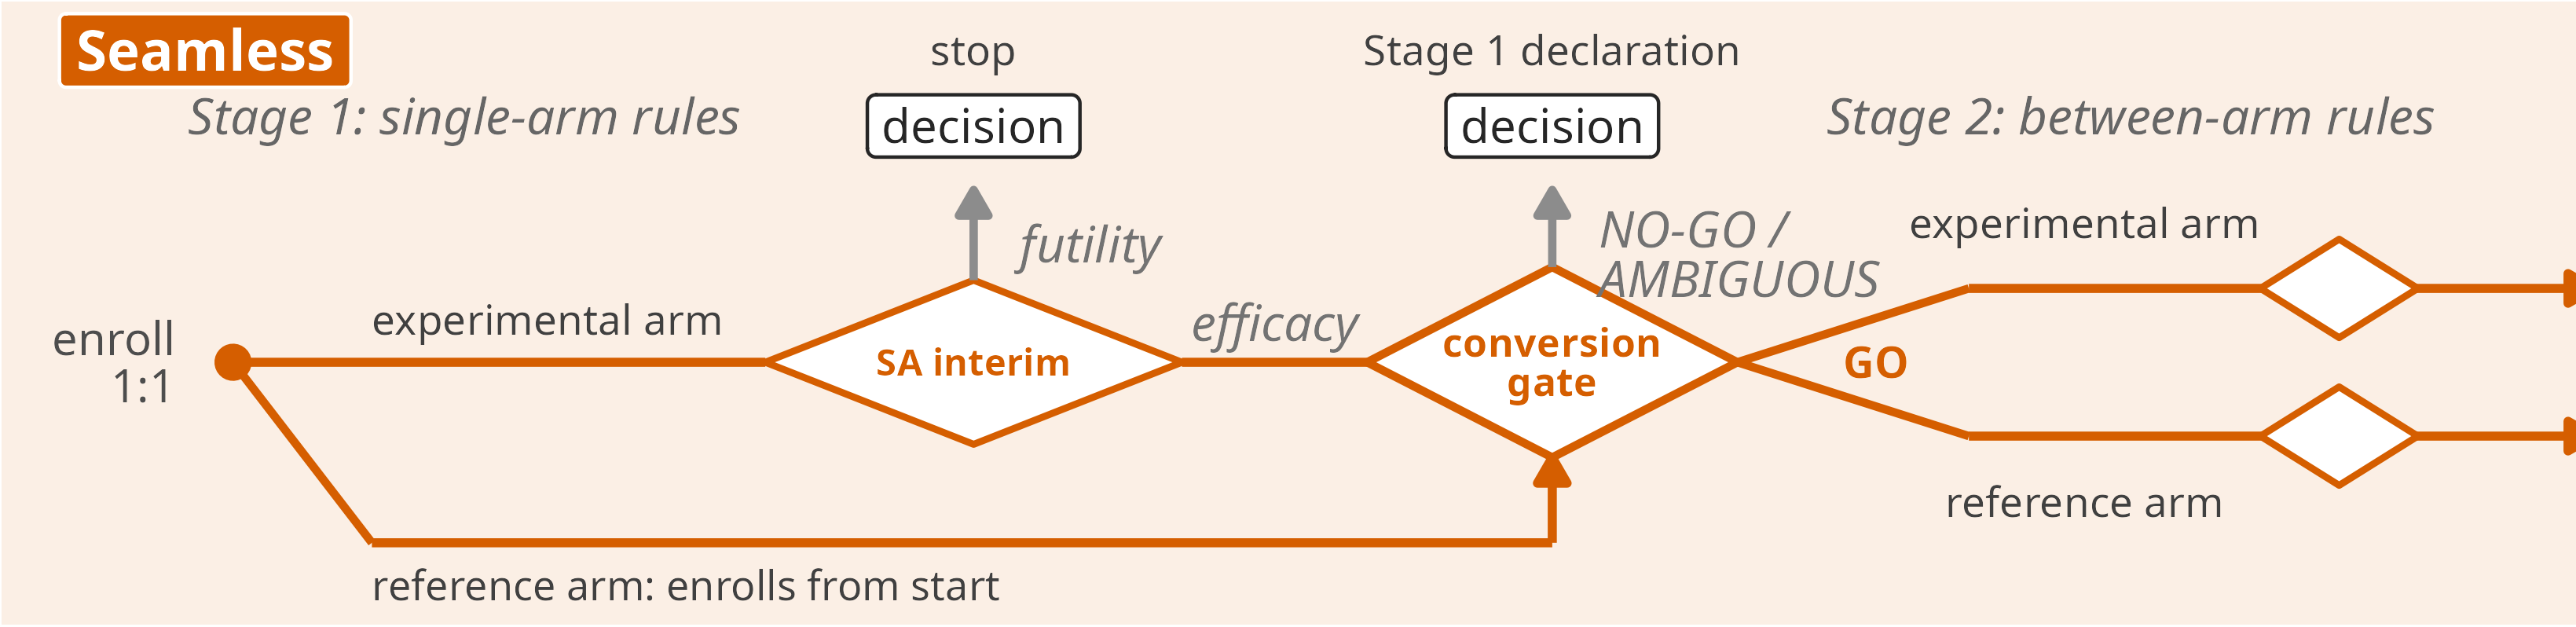 Seamless
Stage 1: single-arm rules
stop
decision
Stage 1 declaration
decision
Stage 2: between-arm rules
futility
NO-GO /
AMBIGUOUS
experimental arm
enroll
1:1
experimental arm
SA interim
efficacy
conversion
gate
GO
reference arm
reference arm: enrolls from start